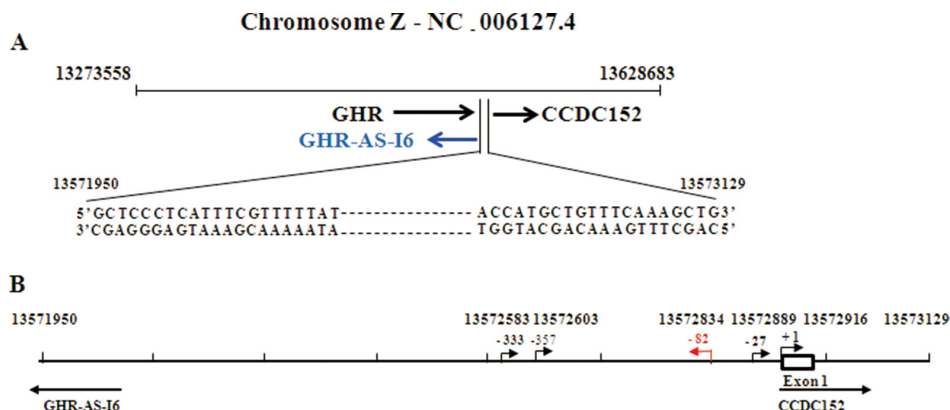 Chromosome Z - NC_006127.4
A
13273558 13628683
GHR CCDC152
GHR-AS-I6
13571950 13573129
5'GCTCCCTCATTTCGTTTTTAT---------------ACCATGCTGTTTCAAAGCTG3'
3'CGAGGGAGTAAAGCAAAAATA---------------TGGTACGACAAAGTTTCGAC5'
B
13571950 13572583 13572603 13572834 13572889 13572916 13573129
-333 -357 -82 -27 +1
Exon 1
GHR-AS-I6 CCDC152